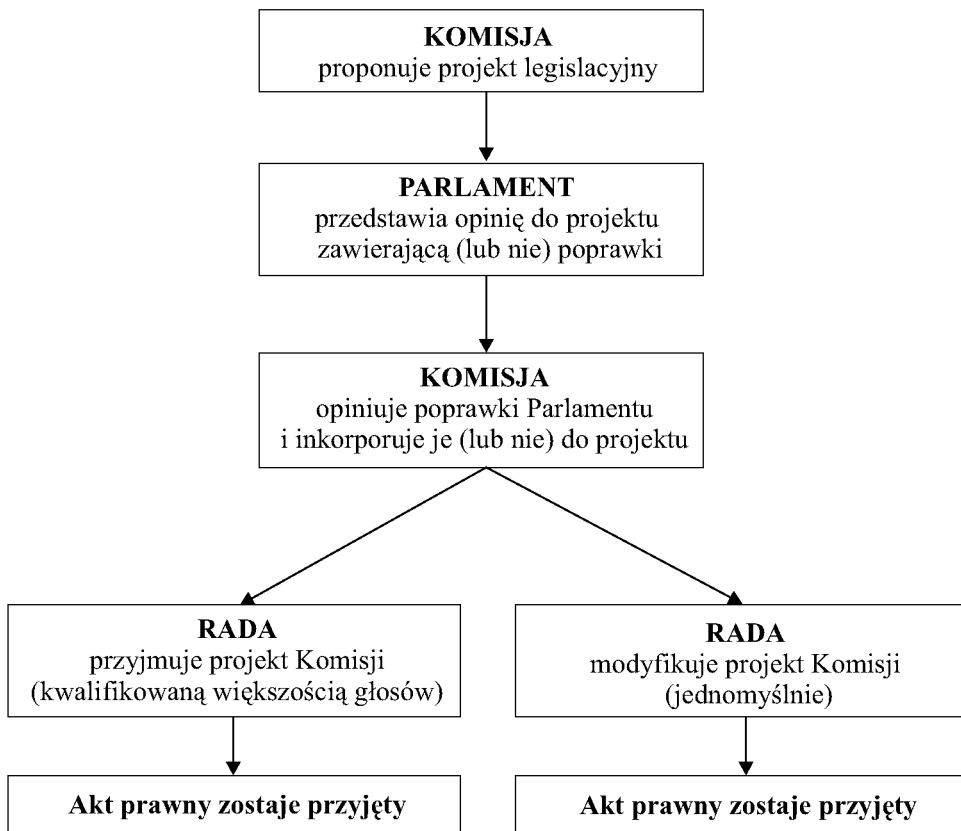 KOMISJA
proponuje projekt legislacyjny
PARLAMENT
przedstawia opinię do projektu
zawierającą (lub nie) poprawki
KOMISJA
opiniuje poprawki Parlamentu
i inkorporuje je (lub nie) do projektu
RADA
przyjmuje projekt Komisji
(kwalifikowaną większością głosów)
RADA
modyfikuje projekt Komisji
(jednomyślnie)
Akt prawny zostaje przyjęty
Akt prawny zostaje przyjęty